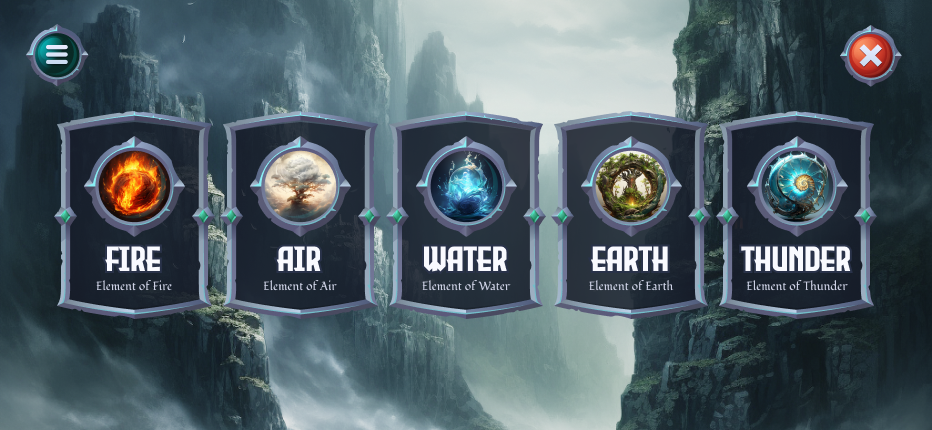 FIRE
Element of Fire
AIR
Element of Air
WATER
Element of Water
EARTH
Element of Earth
THUNDER
Element of Thunder